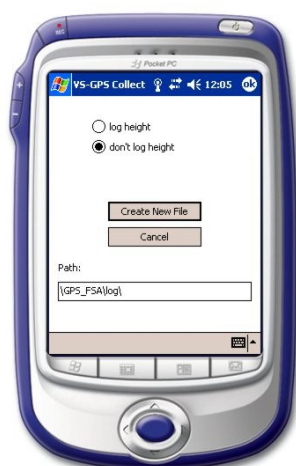 REC
Pocket PC
VS-GPS Collect 12:05 ok
log height
don't log height
Create New File
Cancel
Path:
\GPS_FSA\log\